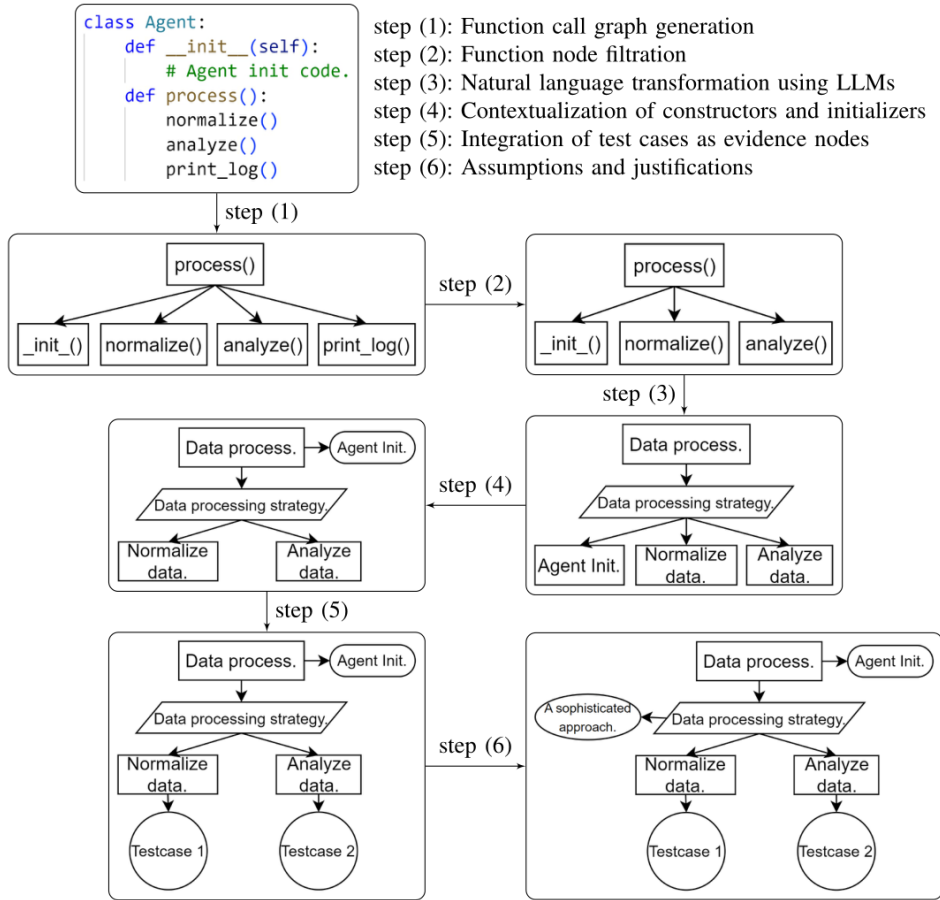 class Agent:
def __init__(self):
# Agent init code.
def process():
normalize()
analyze()
print_log()
step (1): Function call graph generation
step (2): Function node filtration
step (3): Natural language transformation using LLMs
step (4): Contextualization of constructors and initializers
step (5): Integration of test cases as evidence nodes
step (6): Assumptions and justifications
step (1)
process()
_init_()
normalize()
analyze()
print_log()
step (2)
process()
_init_()
normalize()
analyze()
step (3)
Data process.
Data processing strategy.
Agent Init.
Normalize
data.
Analyze
data.
step (4)
Data process.
Agent Init.
Data processing strategy.
Normalize
data.
Analyze
data.
step (5)
Data process.
Agent Init.
Data processing strategy.
Normalize
data.
Analyze
data.
Testcase 1
Testcase 2
step (6)
Data process.
Agent Init.
A sophisticated
approach.
Data processing strategy.
Normalize
data.
Analyze
data.
Testcase 1
Testcase 2